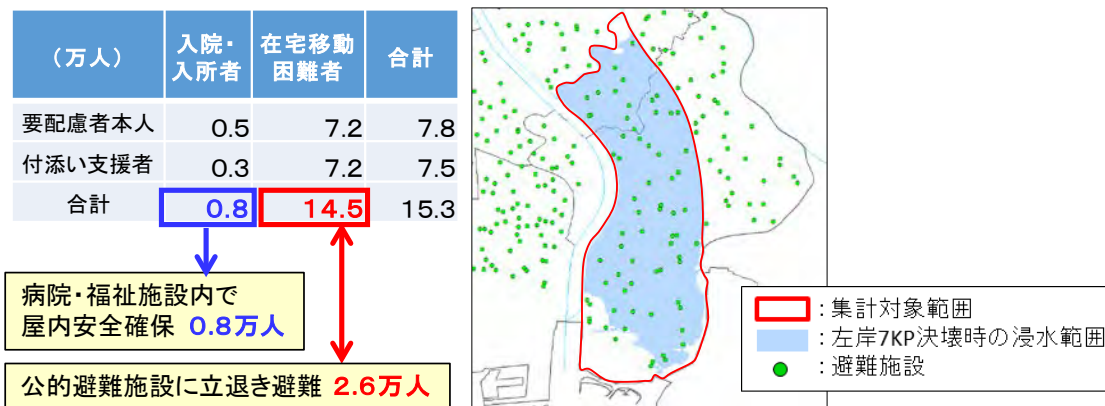 (万人) 入院・入所者 在宅移動困難者 合計
要配慮者本人 0.5 7.2 7.8
付添い支援者 0.3 7.2 7.5
合計 0.8 14.5 15.3
病院・福祉施設内で
屋内安全確保 0.8万人
公的避難施設に立退き避難 2.6万人
:集計対象範囲
:左岸7KP決壊時の浸水範囲
:避難施設